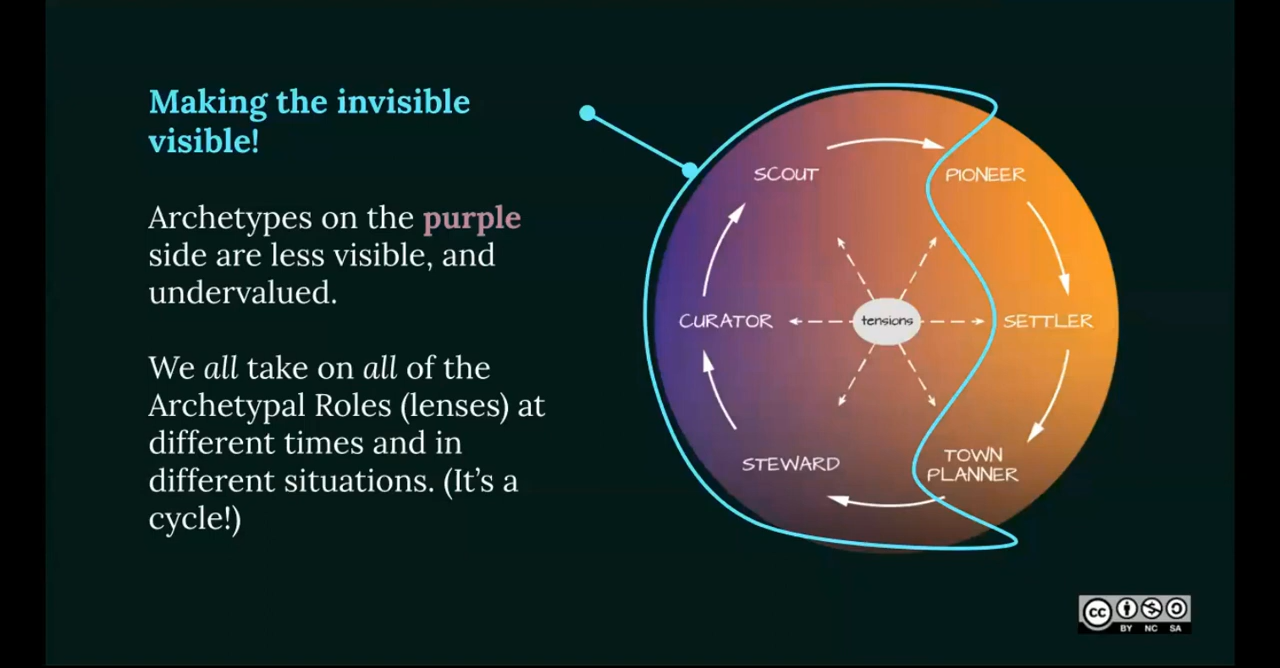 Making the invisible
visible!
Archetypes on the purple
side are less visible, and
undervalued.
We all take on all of the
Archetypal Roles (lenses) at
different times and in
different situations. (It’s a
cycle!)
SCOUT
PIONEER
CURATOR
tensions
SETTLER
STEWARD
TOWN
PLANNER
cc
BY NC SA